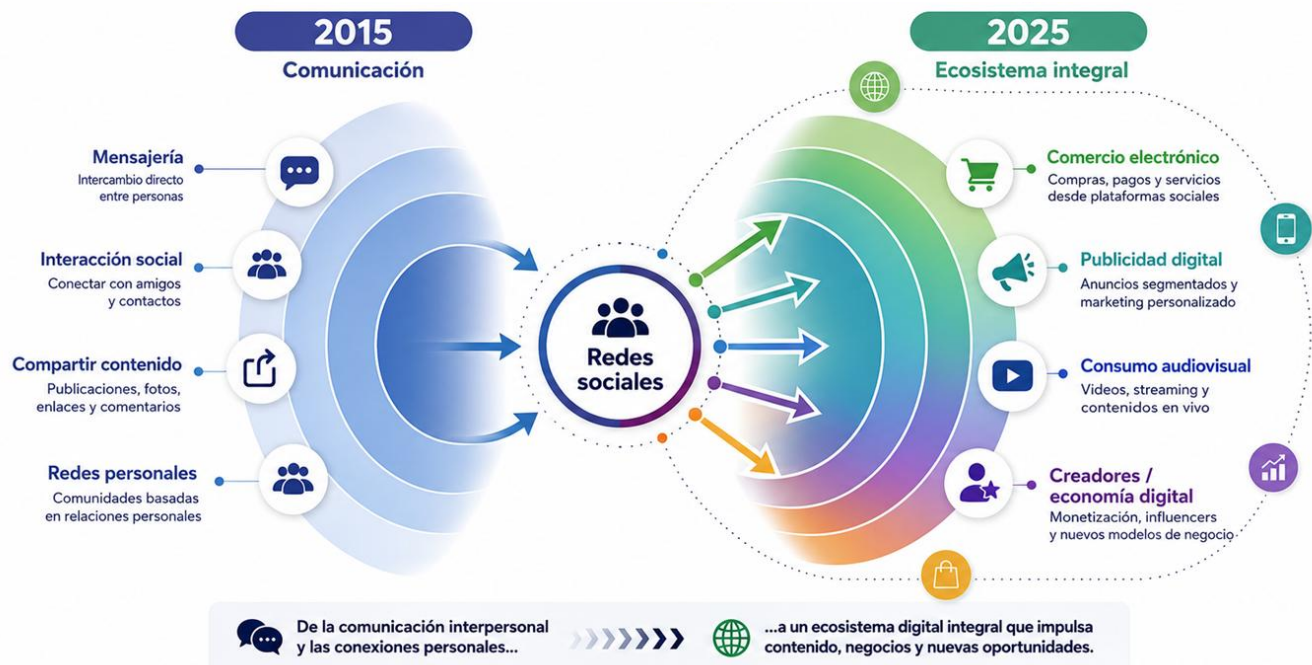 2015
Comunicación
Mensajería
Intercambio directo
entre personas
Interacción social
Conectar con amigos
y contactos
Compartir contenido
Publicaciones, fotos,
enlaces y comentarios
Redes personales
Comunidades basadas
en relaciones personales
Redes
sociales
2025
Ecosistema integral
Comercio electrónico
Compras, pagos y servicios
desde plataformas sociales
Publicidad digital
Anuncios segmentados y
marketing personalizado
Consumo audiovisual
Videos, streaming y
contenidos en vivo
Creadores /
economía digital
Monetización, influencers
y nuevos modelos de negocio
De la comunicación interpersonal
y las conexiones personales...
...a un ecosistema digital integral que impulsa
contenido, negocios y nuevas oportunidades.